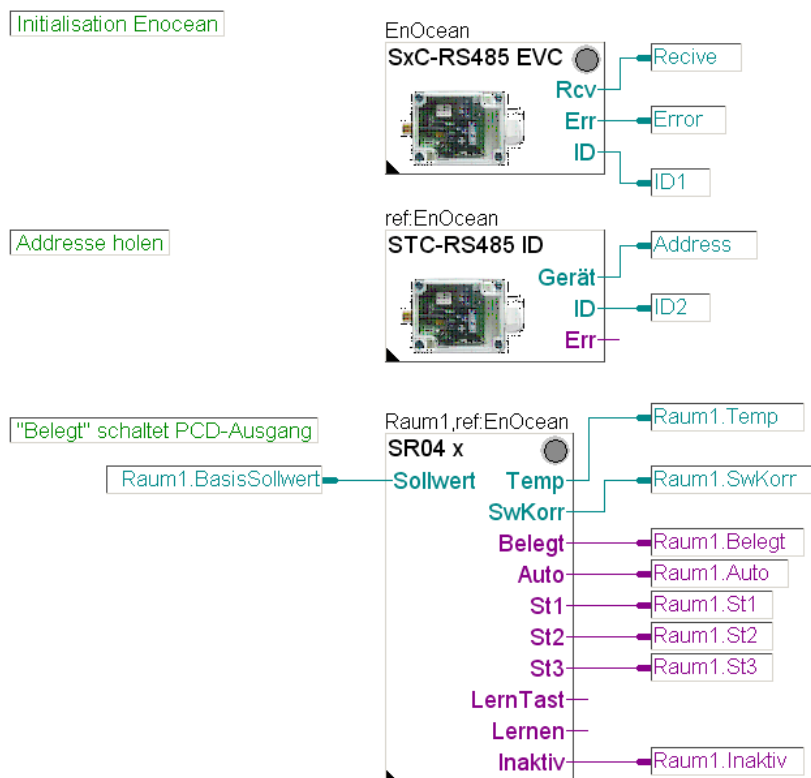 Initialisation Enocean
EnOcean
SxC-RS485 EVC
Rcv
Recive
Err
Error
ID
ID1
Addresse holen
ref:EnOcean
STC-RS485 ID
Gerät
Address
ID
ID2
Err
"Belegt" schaltet PCD-Ausgang
Raum1,ref:EnOcean
SR04 x
Raum1.BasisSollwert
Sollwert
Temp
Raum1.Temp
SwKorr
Raum1.SwKorr
Belegt
Raum1.Belegt
Auto
Raum1.Auto
St1
Raum1.St1
St2
Raum1.St2
St3
Raum1.St3
LernTast
Lernen
Inaktiv
Raum1.Inaktiv